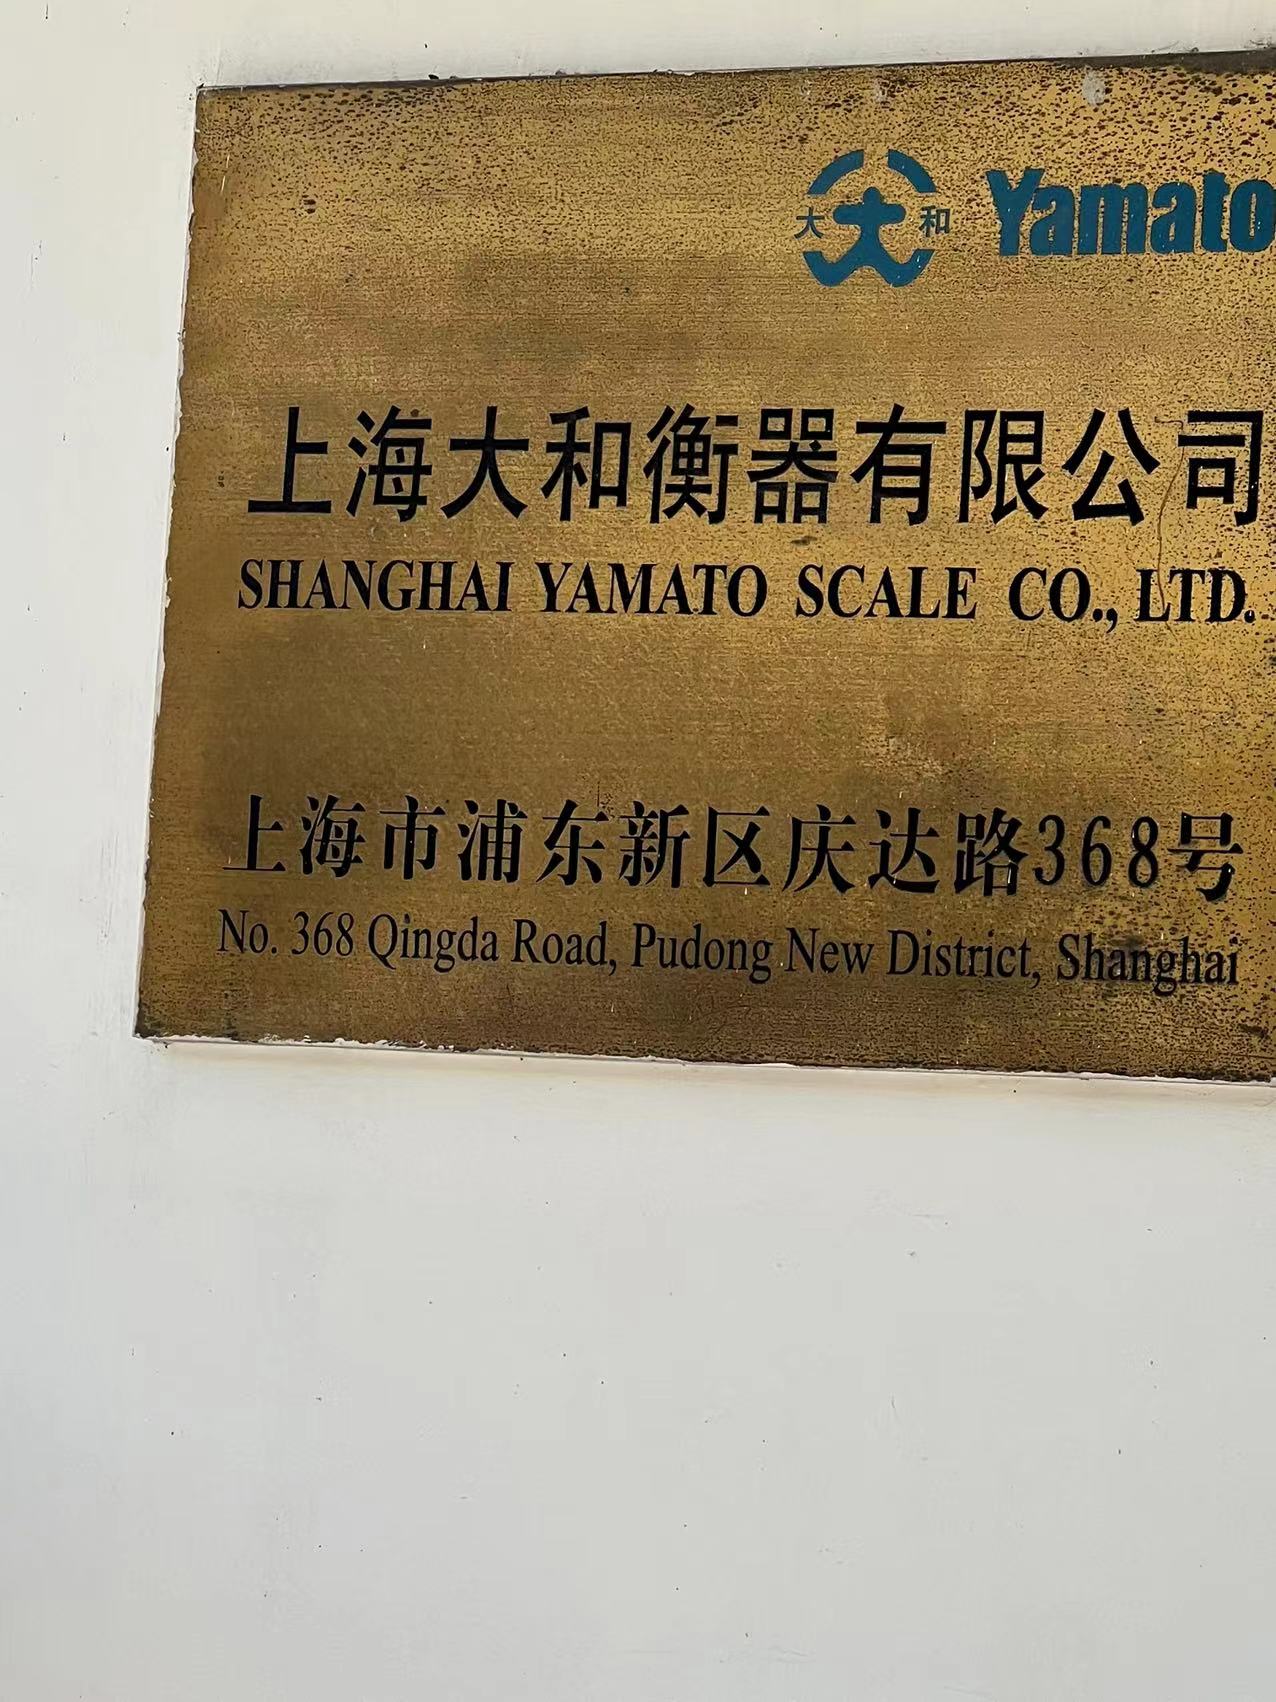 大 大 和 Yamato
上海大和衡器有限公司
SHANGHAI YAMATO SCALE CO., LTD.
上海市浦东新区庆达路368号
No. 368 Qingda Road, Pudong New District, Shanghai